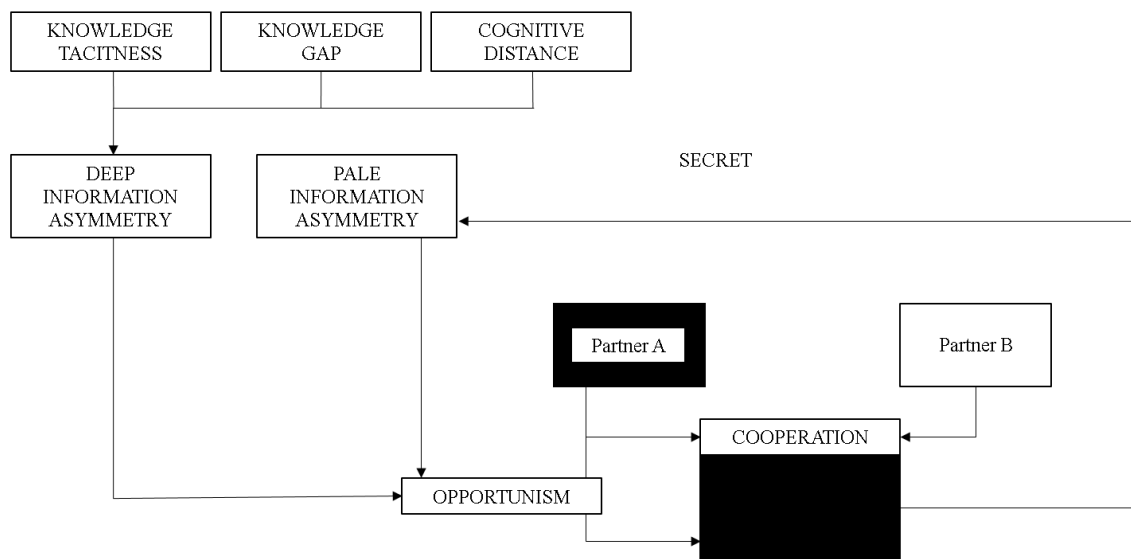 KNOWLEDGE
TACITNESS
KNOWLEDGE
GAP
COGNITIVE
DISTANCE
DEEP
INFORMATION
ASYMMETRY
PALE
INFORMATION
ASYMMETRY
SECRET
Partner A
Partner B
COOPERATION
OPPORTUNISM